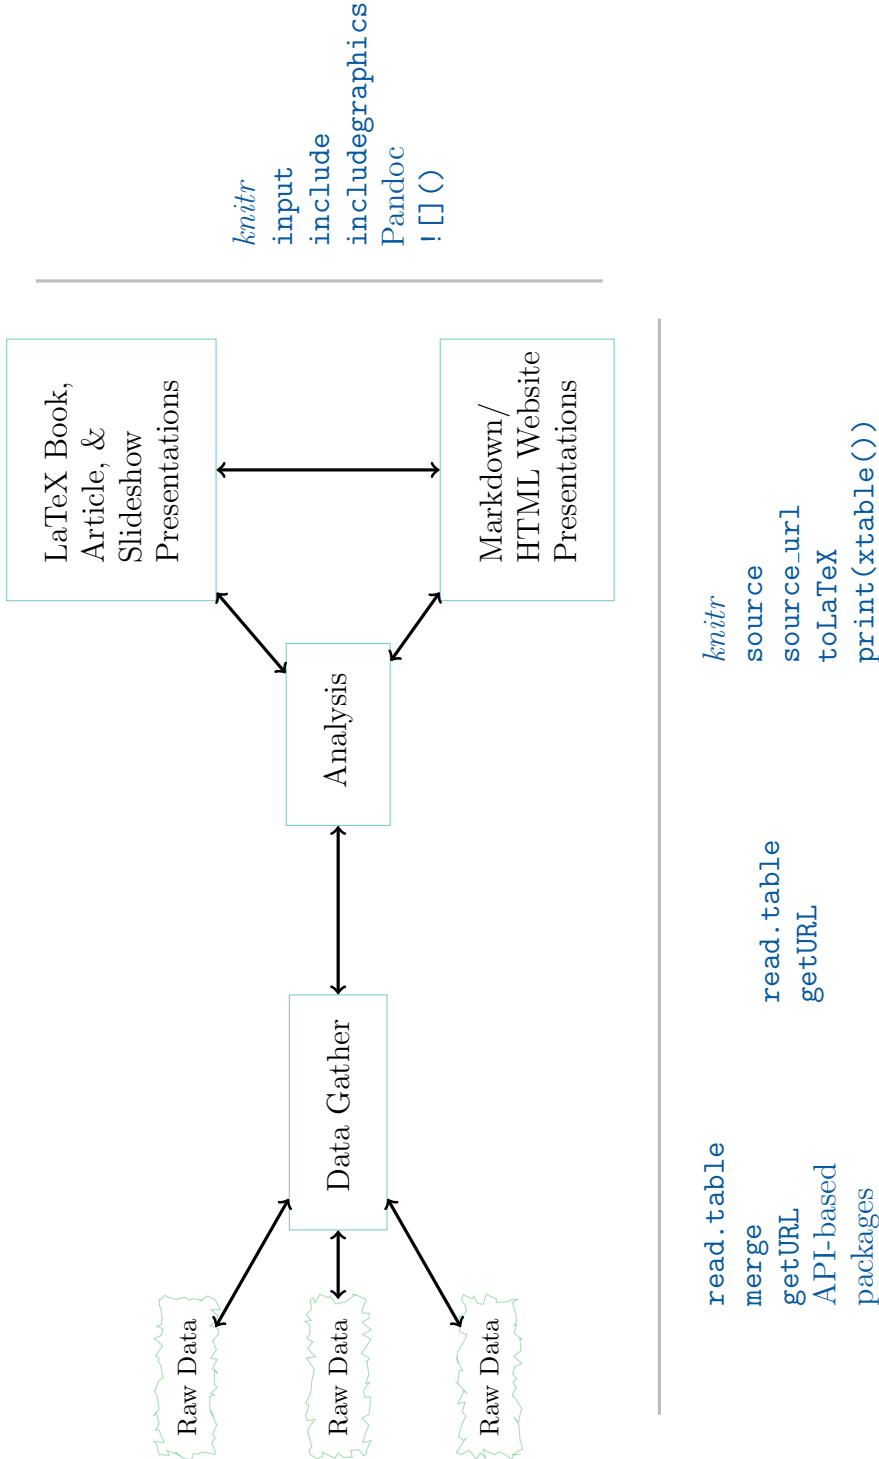 Raw Data
Raw Data
Raw Data
Data Gather
Analysis
LaTeX Book,
Article, &
Slideshow
Presentations
Markdown/
HTML Website
Presentations
knitr
input
include
includegraphics
Pandoc
![]()
read.table
merge
getURL
API-based
packages
read.table
getURL
knitr
source
source_url
toLaTeX
print(xtable())